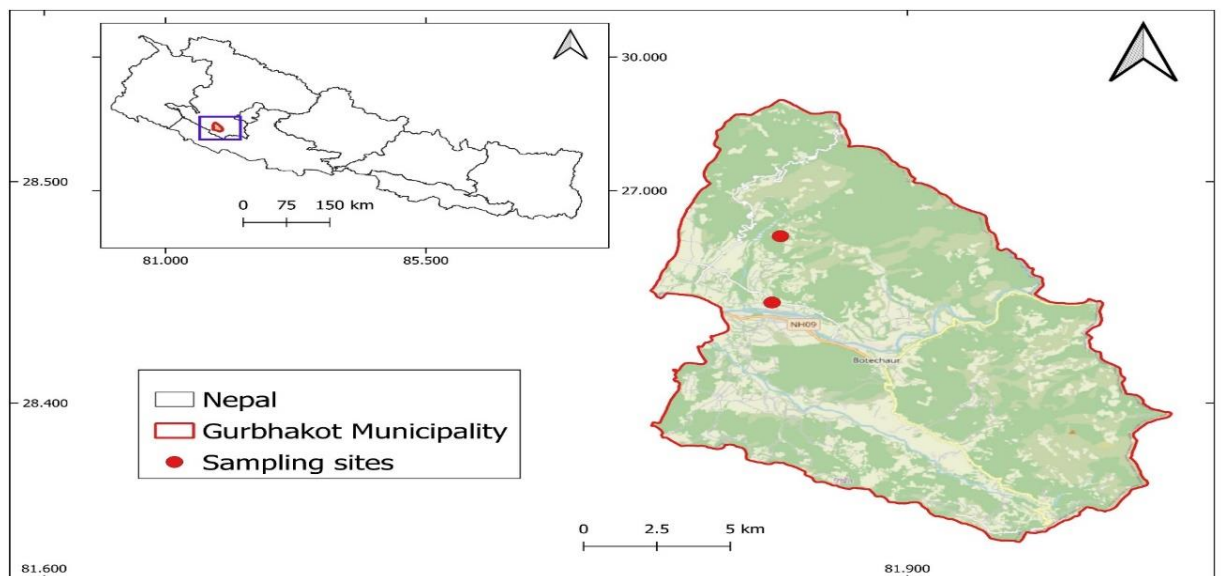 30.000
28.500
27.000
0 75 150 km
81.000
85.500
NH09
Botechaur
Nepal
Gurbhakot Municipality
Sampling sites
28.400
0 2.5 5 km
81.600
81.900